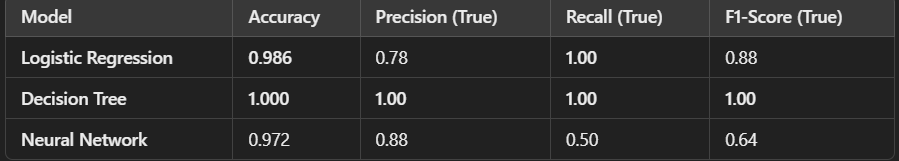 Model Accuracy Precision (True) Recall (True) F1-Score (True)
Logistic Regression 0.986 0.78 1.00 0.88
Decision Tree 1.000 1.00 1.00 1.00
Neural Network 0.972 0.88 0.50 0.64